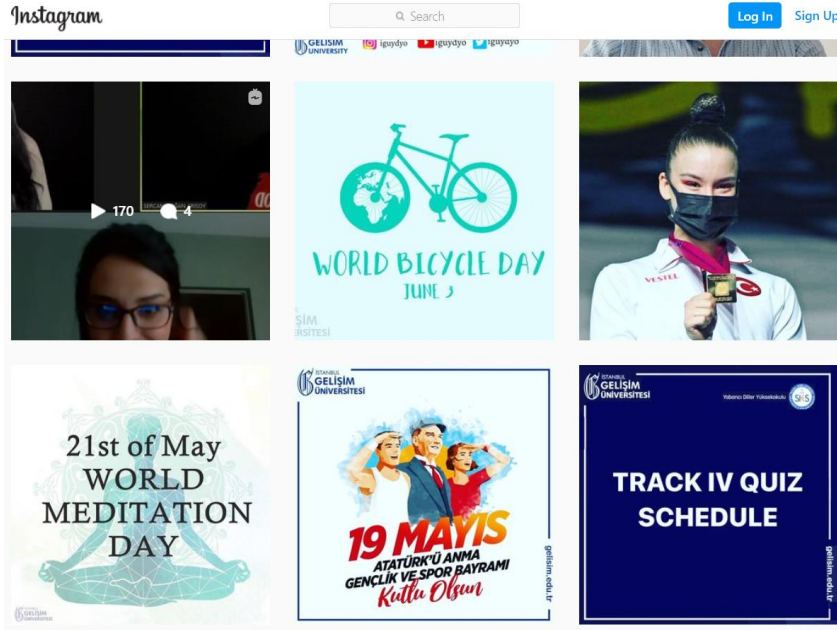 Instagram
Search
Log In
Sign Up
GELİŞİM
UNIVERSITY
iguydyo
iguydyo
iguydyo
170
4
WORLD BICYCLE DAY
JUNE 3
VESTEL
21st of May
WORLD
MEDITATION
DAY
İSTANBUL
GELİŞİM
ÜNİVERSİTESİ
İSTANBUL
GELİŞİM
ÜNİVERSİTESİ
Yabancı Diller Yüksekokulu
TRACK IV QUIZ
SCHEDULE
19 MAYIS
ATATÜRK'Ü ANMA
GENÇLİK VE SPOR BAYRAMI
Kutlu Olsun
gelisim.edu.tr
gelisim.edu.tr